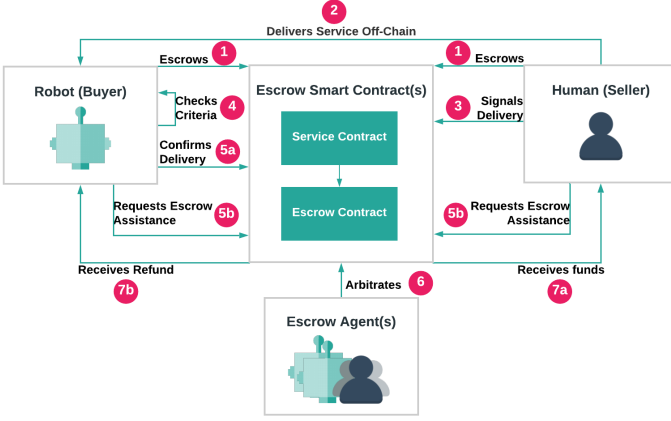 2
Delivers Service Off-Chain
1
Escrows
1
Escrows
Robot (Buyer)
Escrow Smart Contract(s)
Human (Seller)
Checks
Criteria
4
3
Signals
Delivery
Service Contract
Confirms
Delivery
5a
Escrow Contract
Requests Escrow
Assistance
5b
5b
Requests Escrow
Assistance
Receives Refund
7b
Receives funds
7a
Arbitrates
6
Escrow Agent(s)